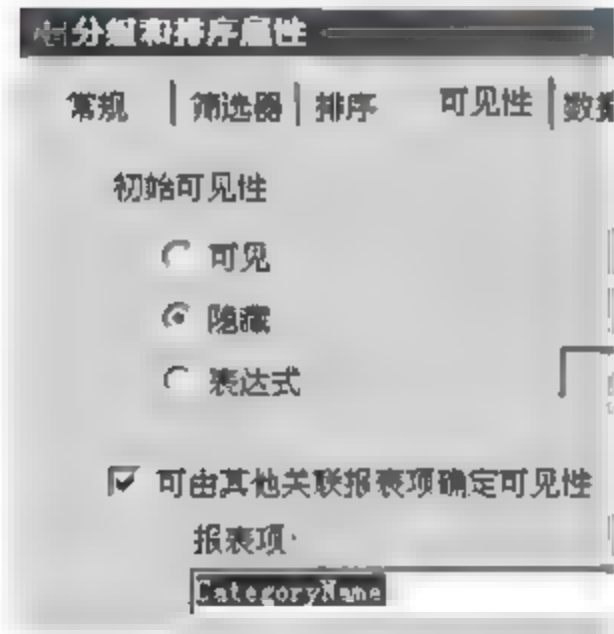 分组和排序属性
常规 筛选器 排序 可见性 数据
初始可见性
可见
隐藏
表达式
可由其他关联报表项确定可见性
报表项:
CategoryName